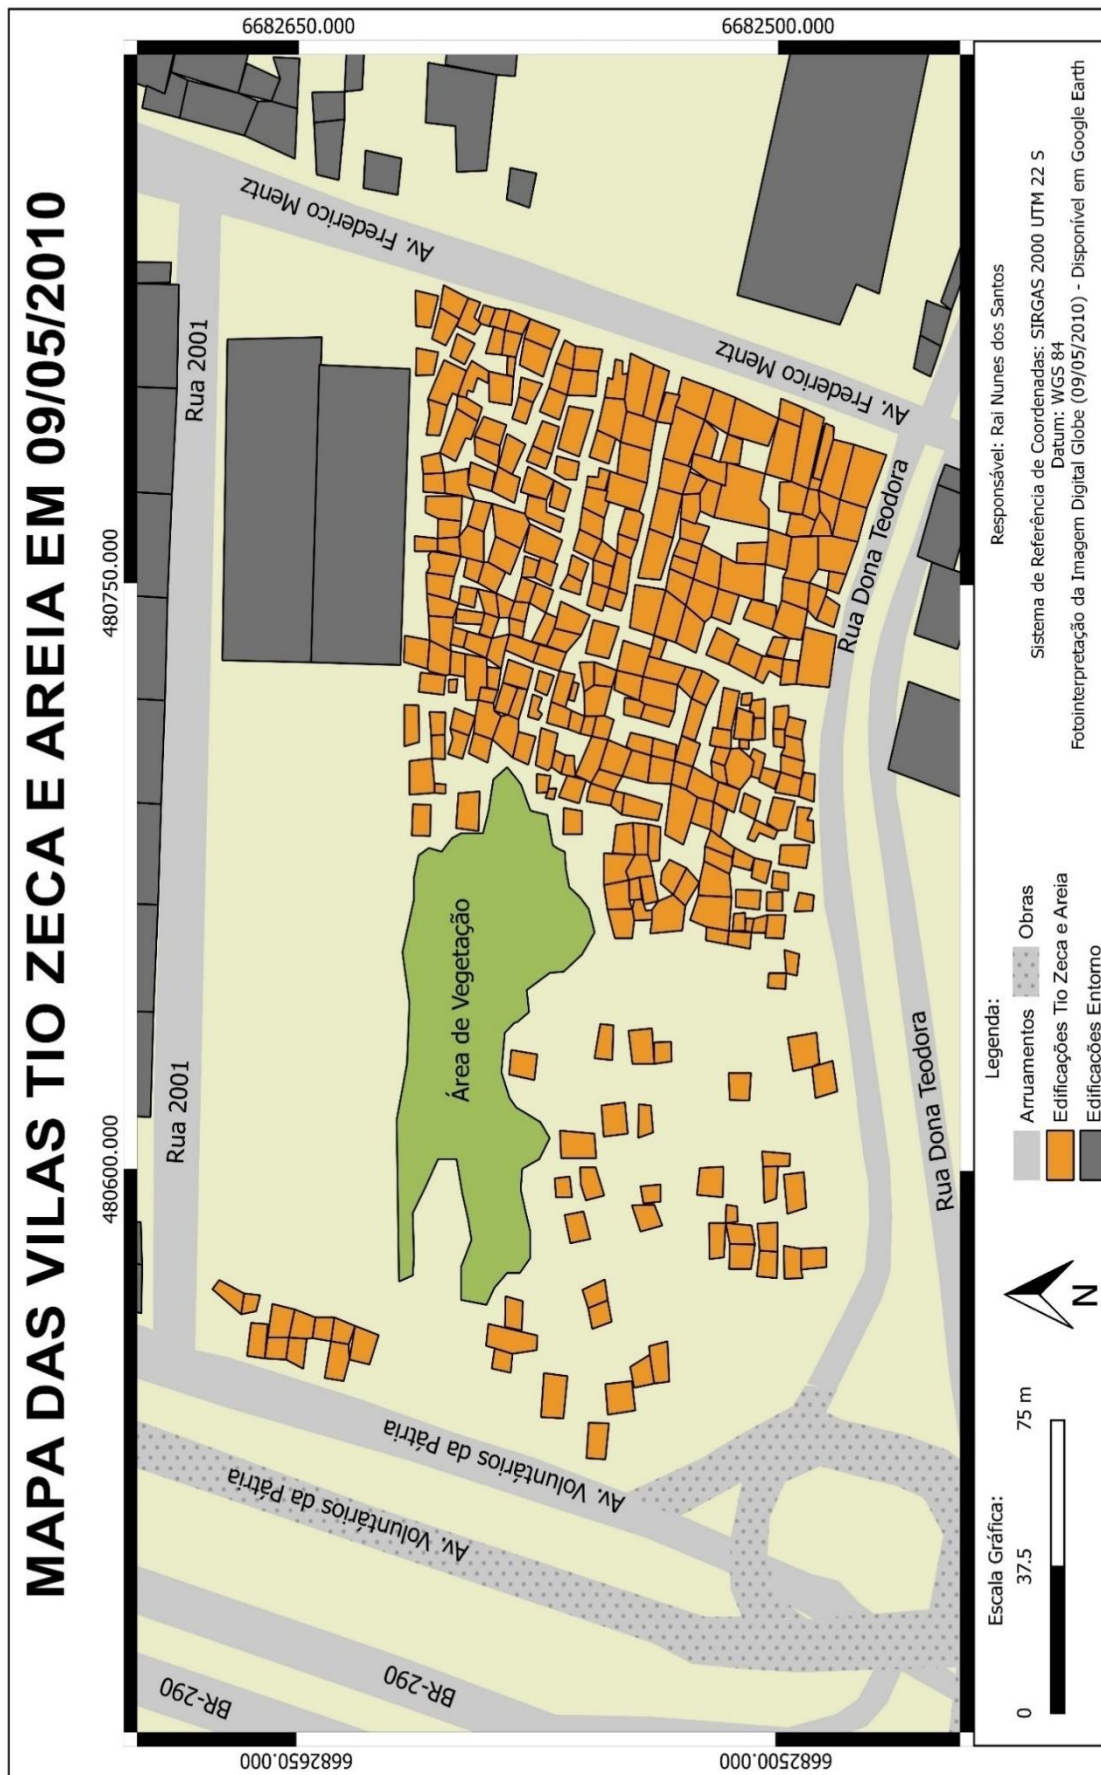 MAPA DAS VILAS TIO ZECA E AREIA EM 09/05/2010
480600.000
480750.000
6682650.000
6682650.000
6682500.000
6682500.000
Rua 2001
Rua 2001
BR-290
BR-290
Av. Voluntários da Pátria
Av. Voluntários da Pátria
Área de Vegetação
Av. Frederico Mentz
Av. Frederico Mentz
Rua Dona Teodora
Rua Dona Teodora
Escala Gráfica:
0 37.5 75 m
N
Legenda:
Arruamentos
Obras
Edificações Tio Zeca e Areia
Edificações Entorno
Responsável: Rai Nunes dos Santos
Sistema de Referência de Coordenadas: SIRGAS 2000 UTM 22 S
Datum: WGS 84
Fotointerpretação da Imagem Digital Globe (09/05/2010) - Disponível em Google Earth